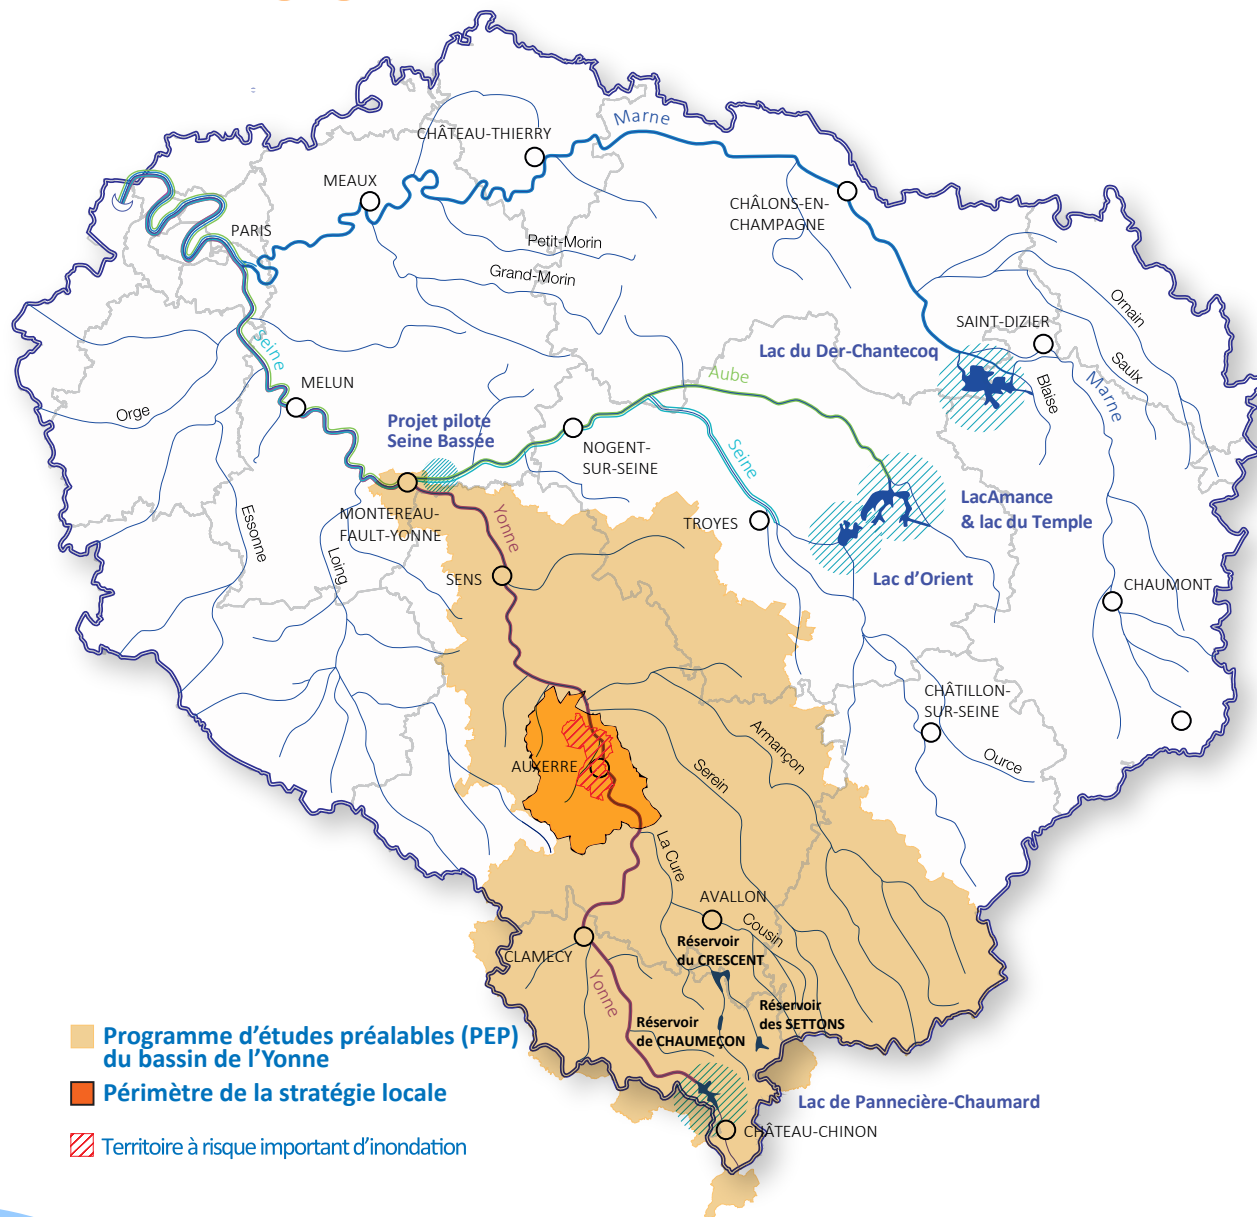 Marne
CHÂTEAU-THIERRY
MEAUX
CHÂLONS-EN-
CHAMPAGNE
PARIS
Petit-Morin
Grand-Morin
Ornain
SAINT-DIZIER
Seine
Lac du Der-Chantecoq
Saulx
Aube
Blaise
Marne
MELUN
Orge
Projet pilote
Seine Bassée
NOGENT-
SUR-SEINE
Seine
LacAmance
& lac du Temple
MONTEREAU-
FAULT-YONNE
Essonne
Yonne
TROYES
Loing
SENS
Lac d'Orient
CHAUMONT
CHÂTILLON-
SUR-SEINE
Armançon
Ource
AUXERRE
Serein
La Cure
AVALLON
Cousin
Réservoir
du CRESCENT
CLAMECY
Yonne
Réservoir
des SETTONS
Réservoir
de CHAUMEÇON
Programme d'études préalables (PEP)
du bassin de l'Yonne
Périmètre de la stratégie locale
Lac de Pannecière-Chaumard
CHÂTEAU-CHINON
Territoire à risque important d'inondation